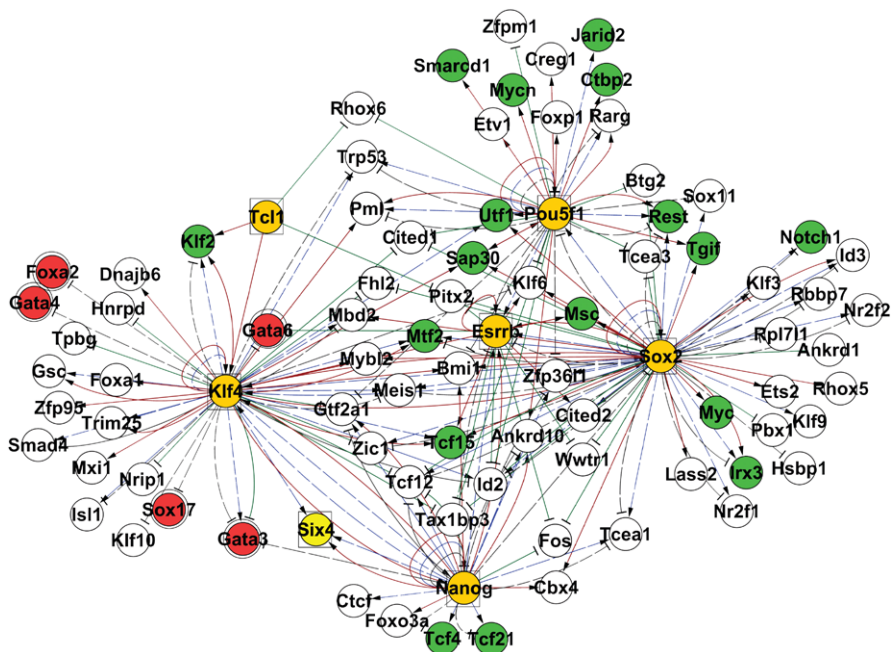 Zfpm1
Jarid2
Smarcd1
Creg1
Ctbp2
Mycn
Rhox6
Etv1
Foxp1
Rarg
Trp53
Btg2
Sox11
Tcl1
Pml
Utf1
Pou5f1
Rest
Klf2
Cited1
Tcea3
Tgif
Notch1
Id3
Foxa2
Dnajb6
Sap30
Klf3
Gata4
Hnrpd
Fhl2
Pitx2
Klf6
Rbbp7
Nr2f2
Gata6
Mbd2
Msc
Rpl7l1
Tpbg
Mtf2
Esrrb
Ankrd1
Gsc
Foxa1
Mybl2
Bmi1
Zfp36l1
Sox2
Klf4
Meis1
Ets2
Rhox5
Zfp95
Gtf2a1
Cited2
Myc
Klf9
Trim25
Ankrd10
Pbx1
Smad4
Zic1
Tcf15
Wwtr1
Hsbp1
Mxi1
Nrip1
Tcf12
Id2
Lass2
Irx3
Isl1
Sox17
Six4
Tax1bp3
Tcea1
Nr2f1
Klf10
Gata3
Fos
Nanog
Cbx4
Ctcf
Foxo3a
Tcf4
Tcf21